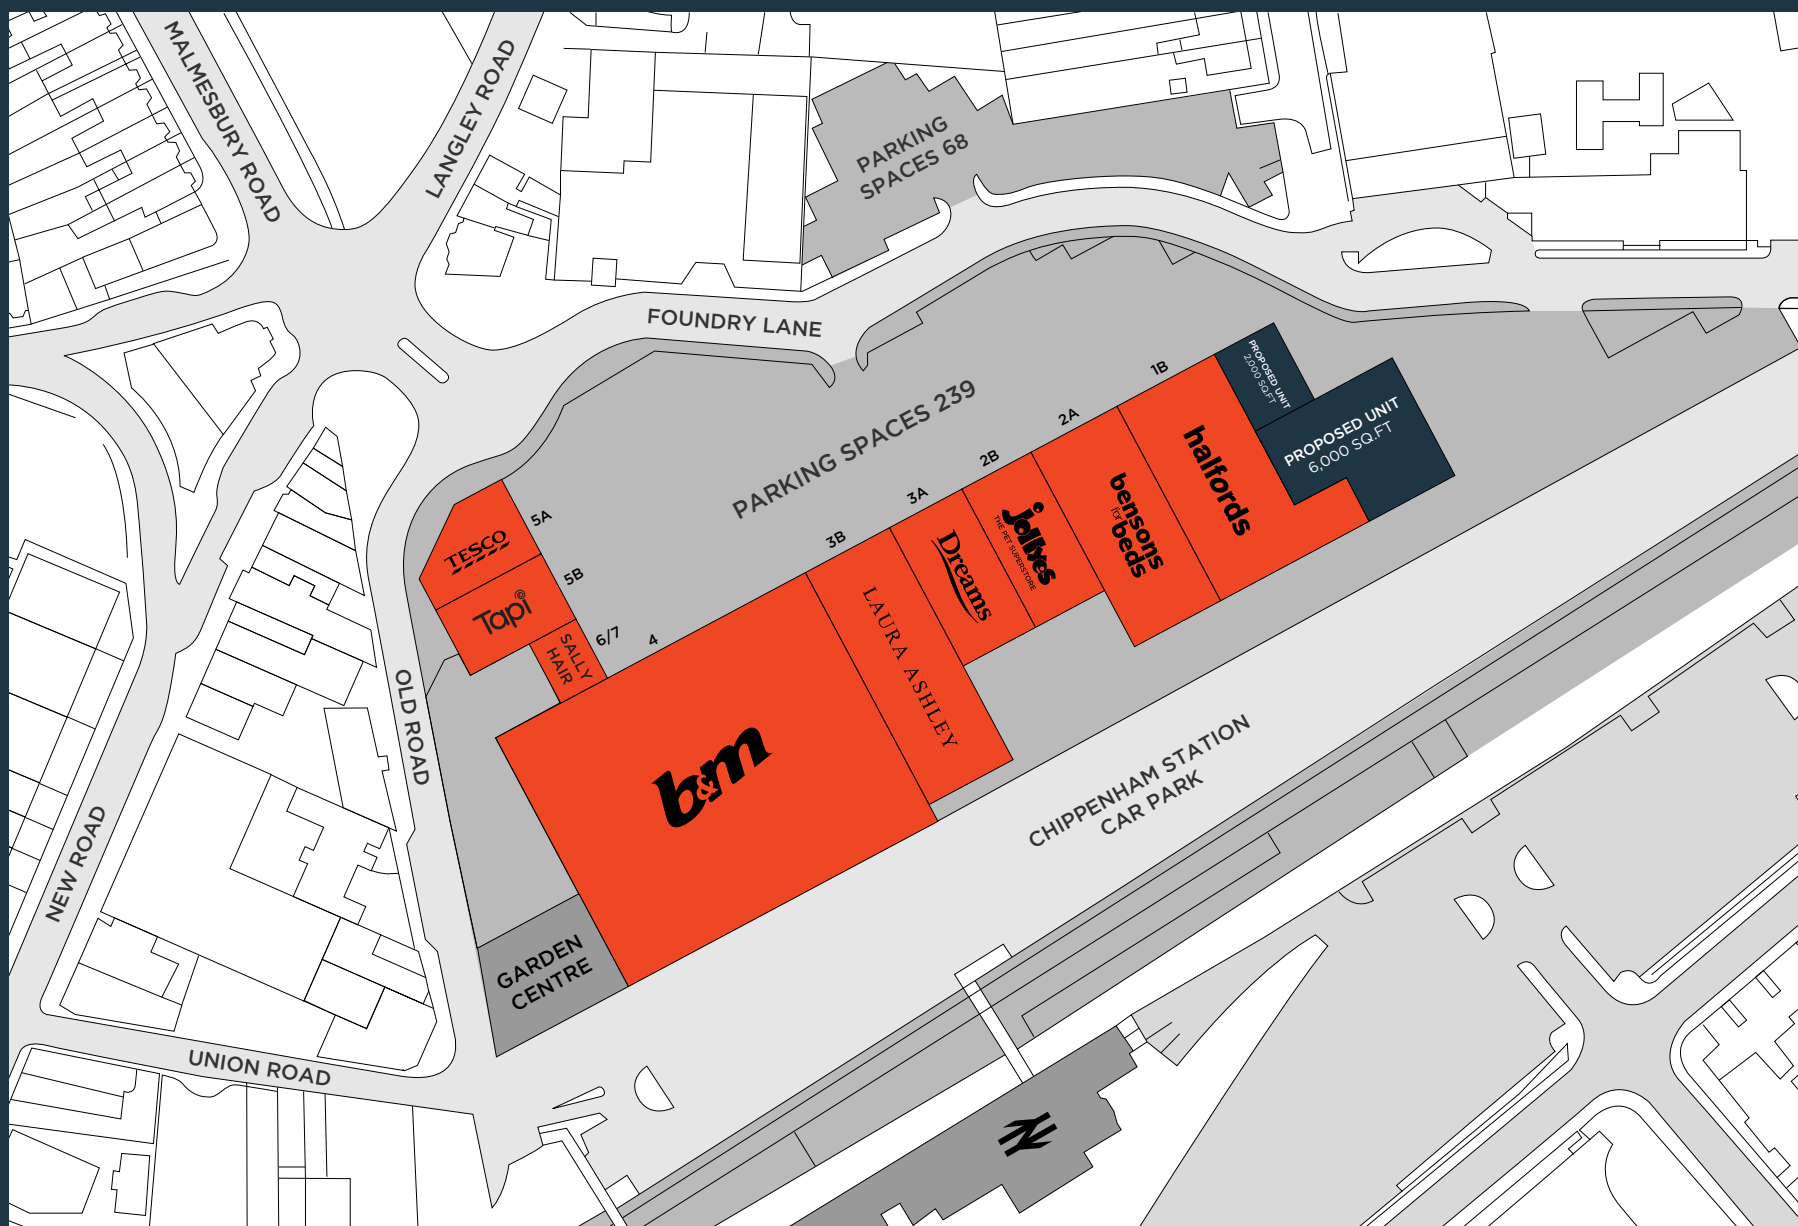 MALMESBURY ROAD
LANGLEY ROAD
PARKING
SPACES 68
FOUNDRY LANE
PARKING SPACES 239
1B
2A
2B
3A
3B
4
5A
5B
6/7
PROPOSED UNIT
2,000 SQ.FT
PROPOSED UNIT
6,000 SQ.FT
halfords
bensons
for
beds
jollyes
THE PET SUPERSTORE
Dreams
LAURA ASHLEY
TESCO
Tapi
SALLY
HAIR
b&m
OLD ROAD
NEW ROAD
GARDEN
CENTRE
CHIPPENHAM STATION
CAR PARK
UNION ROAD